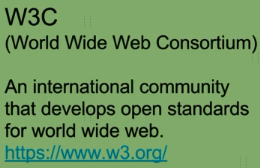 W3C
(World Wide Web Consortium)
An international community
that develops open standards
for world wide web.
https://www.w3.org/